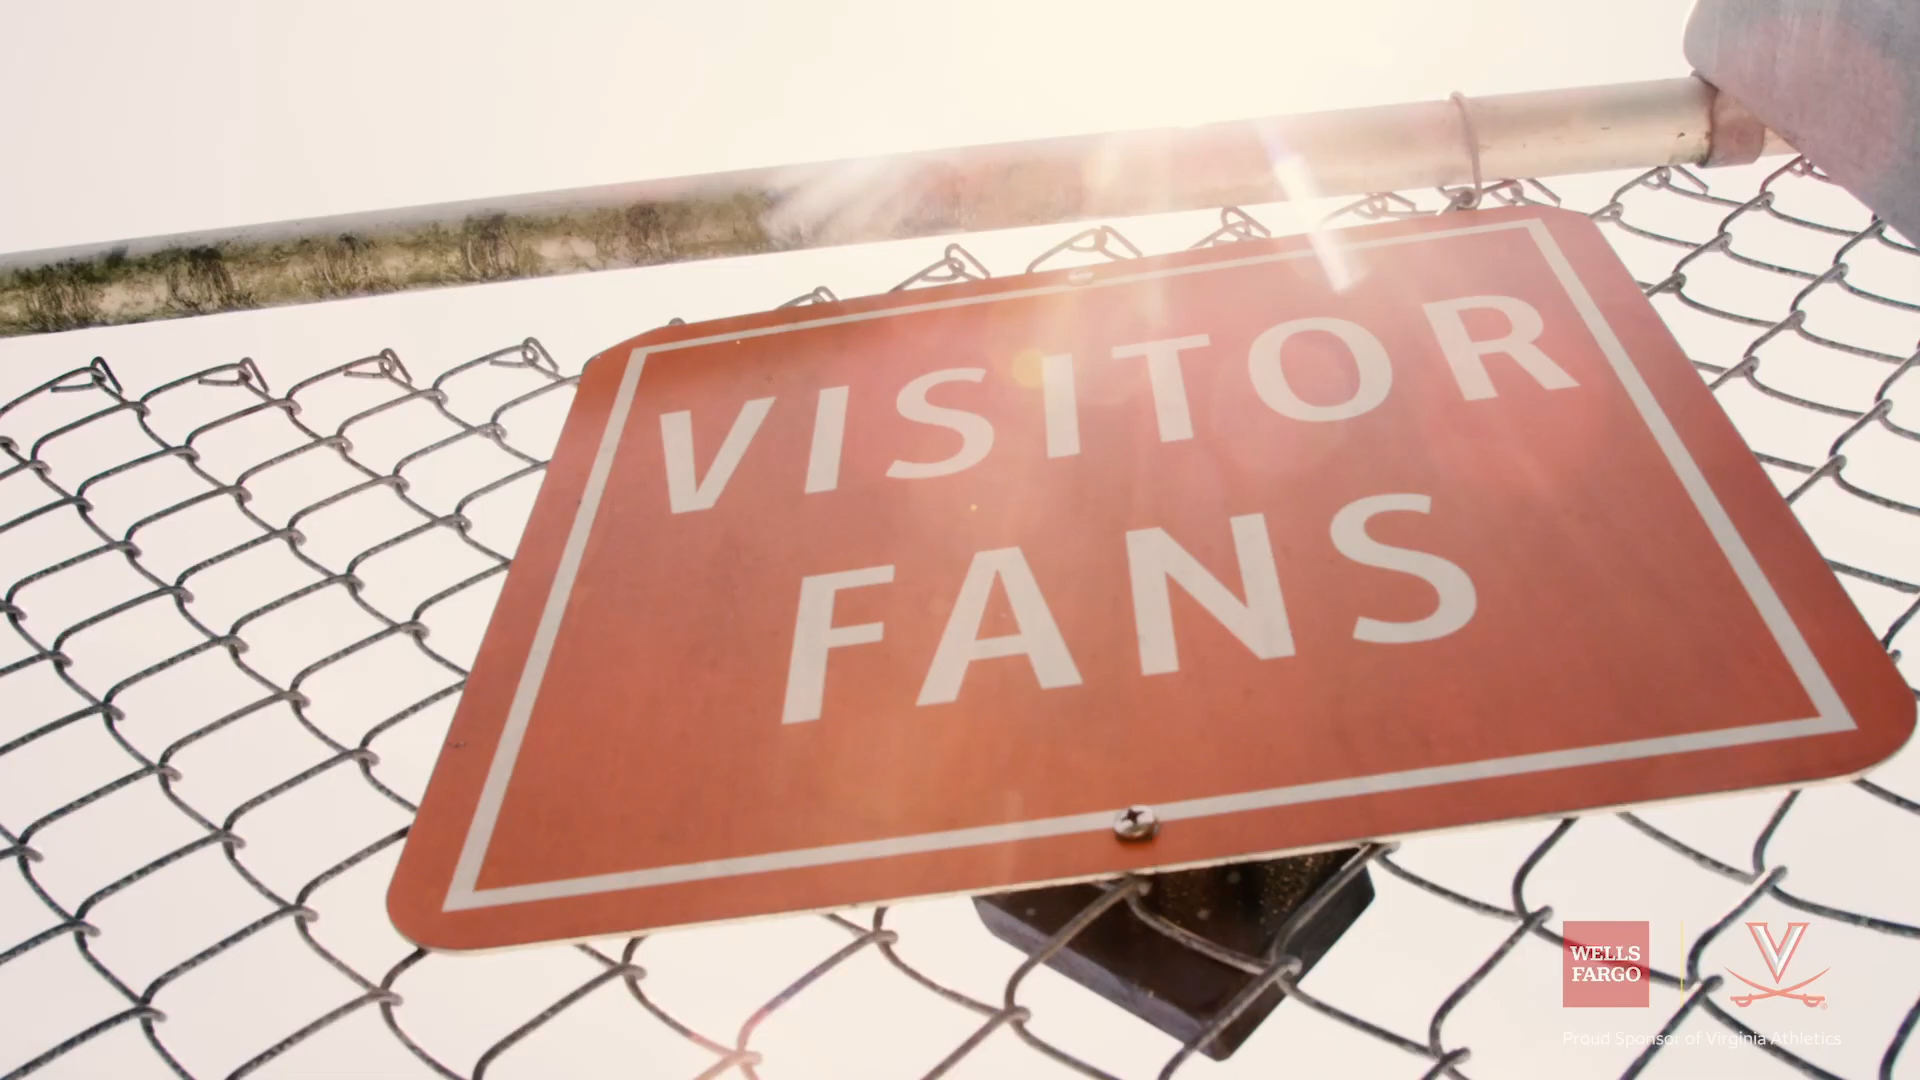 VISITOR
FANS
WELLS
FARGO
V
Proud Sponsor of Virginia Athletics